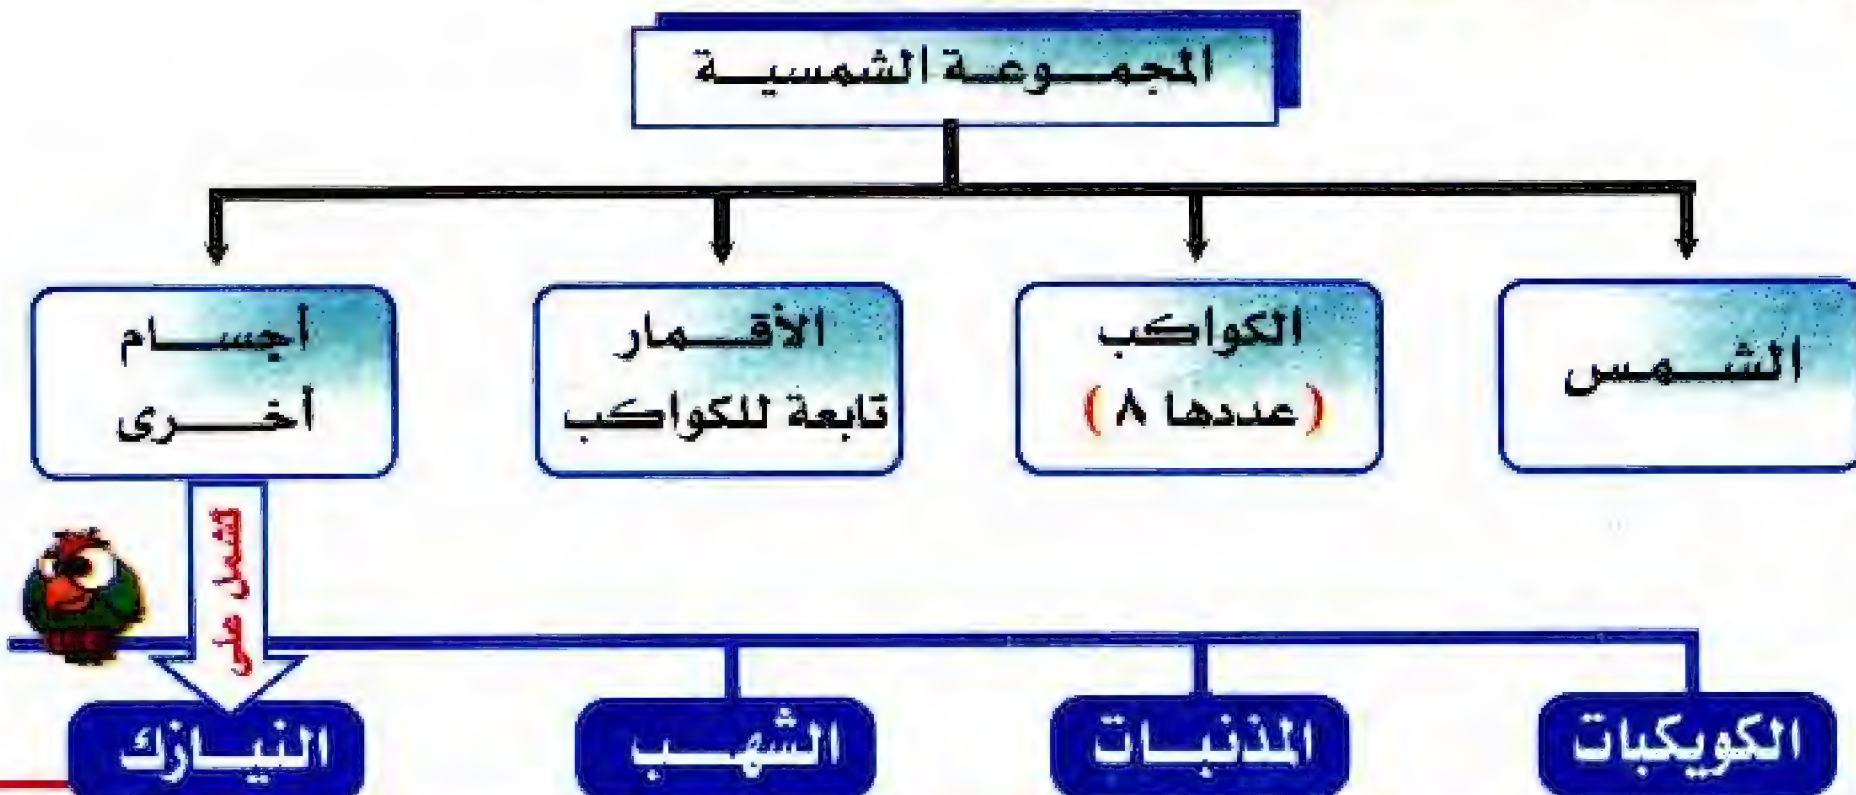 المجموعة الشمسية
الشمس
الكواكب
(عددها ٨)
الأقمار
تابعة للكواكب
أجسام
أخرى
تشمل على
الكويكبات
المذنبات
الشهب
النيازك